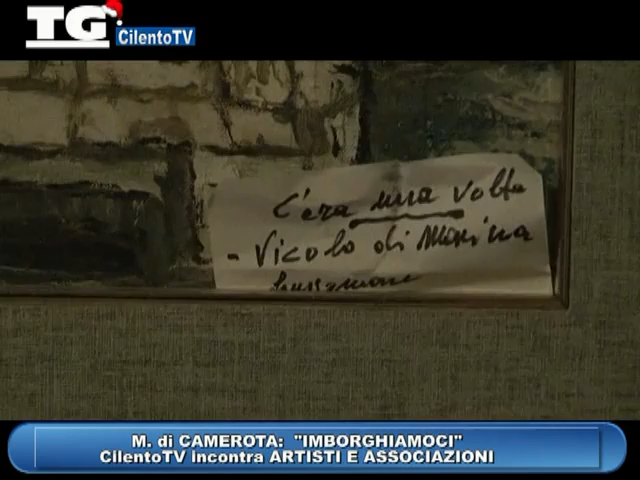 TG
CilentoTV
C'era una volta
- Vicolo di Marina
M. di CAMEROTA: "IMBORGHIAMOCI"
CilentoTV incontra ARTISTI E ASSOCIAZIONI